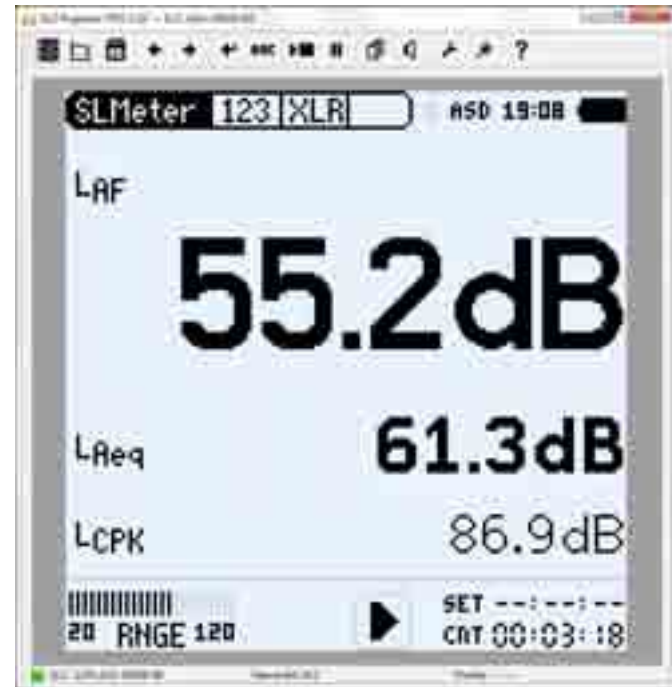 ?
SLMeter 123 XLR ASD 19:08
LAF
55.2dB
LAeq 61.3dB
LCPK 86.9dB
SET --:--:--
20 RNGE 120 CNT 00:03:18